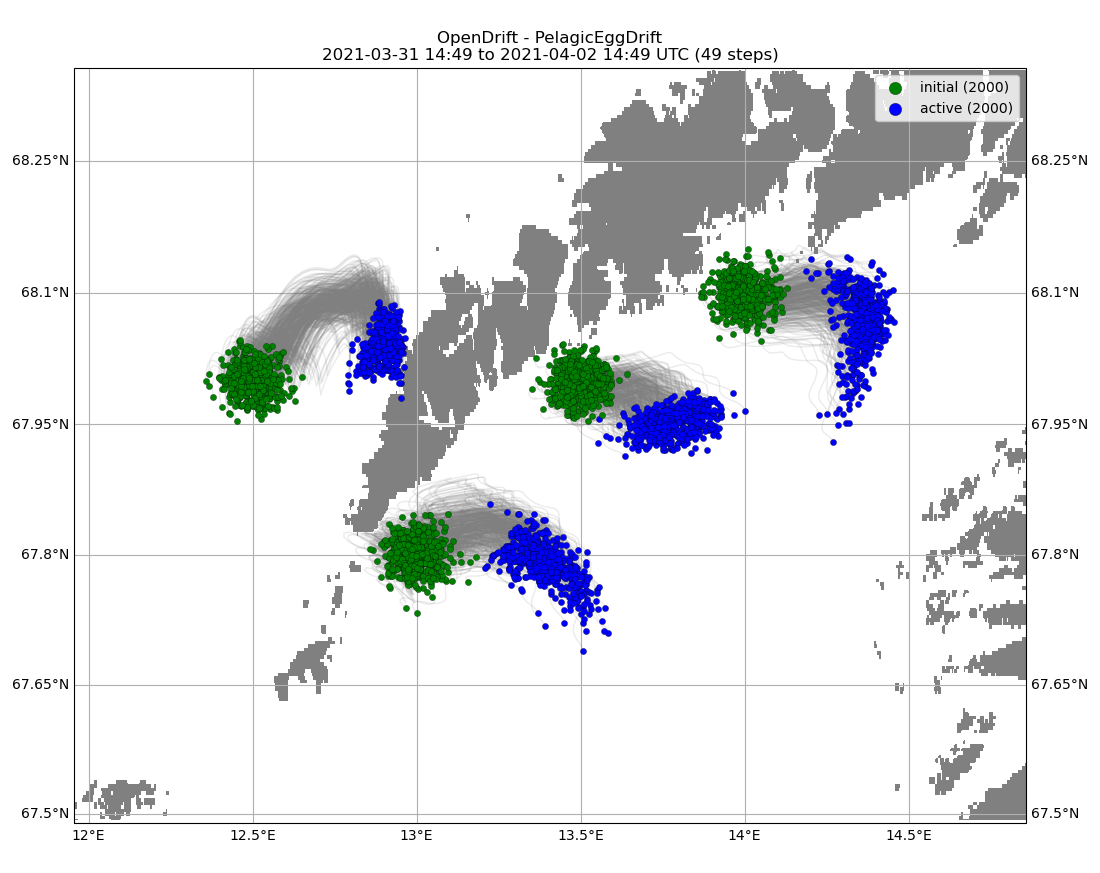 OpenDrift - PelagicEggDrift
2021-03-31 14:49 to 2021-04-02 14:49 UTC (49 steps)
initial (2000)
active (2000)
68.25°N
68.25°N
68.1°N
68.1°N
67.95°N
67.95°N
67.8°N
67.8°N
67.65°N
67.65°N
67.5°N
67.5°N
12°E
12.5°E
13°E
13.5°E
14°E
14.5°E